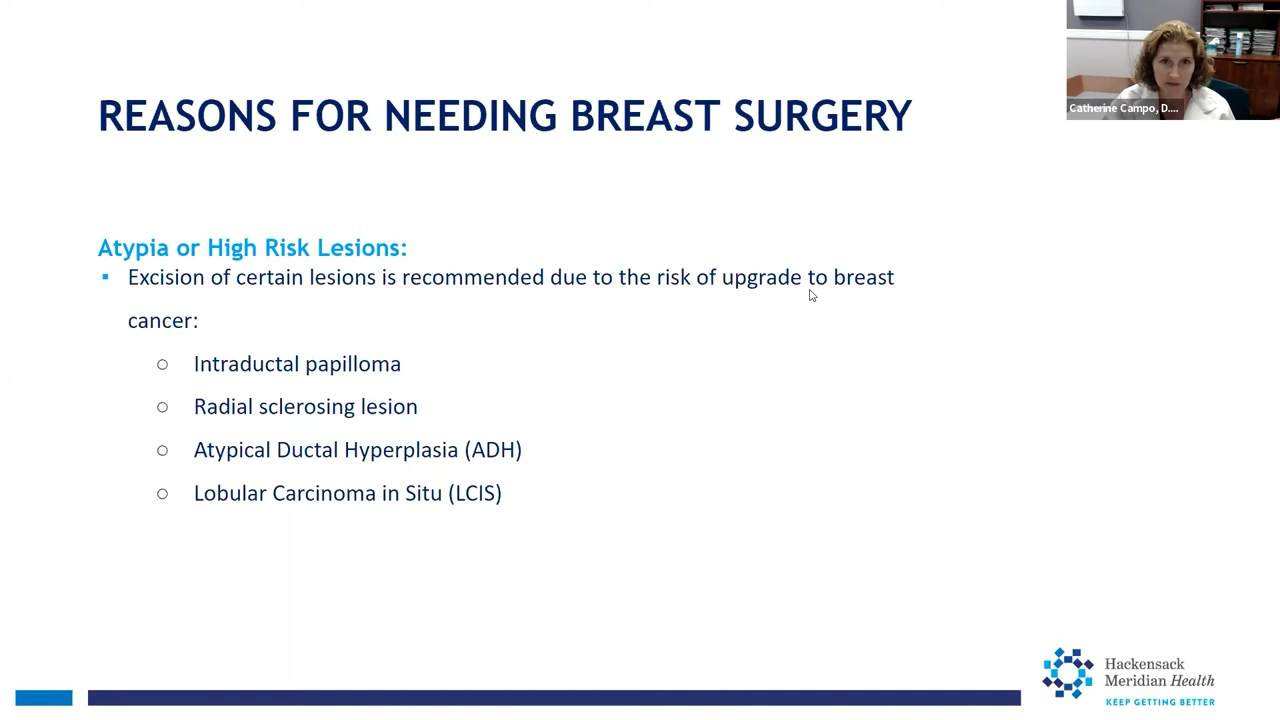 REASONS FOR NEEDING BREAST SURGERY
Catherine Campo, D....
Atypia or High Risk Lesions:
▪ Excision of certain lesions is recommended due to the risk of upgrade to breast
cancer:
○ Intraductal papilloma
○ Radial sclerosing lesion
○ Atypical Ductal Hyperplasia (ADH)
○ Lobular Carcinoma in Situ (LCIS)
Hackensack
Meridian Health
KEEP GETTING BETTER